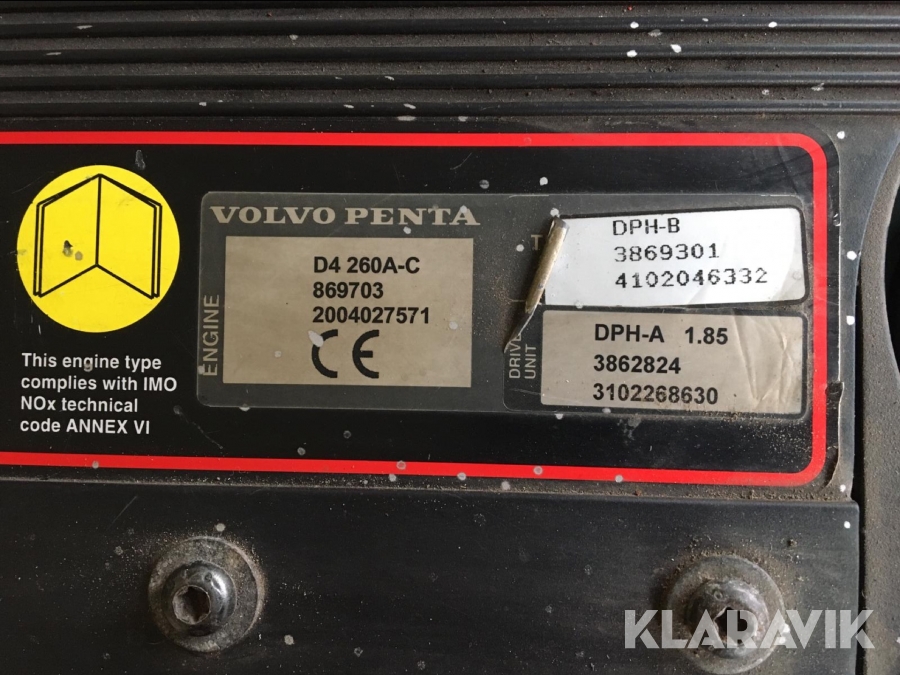 VOLVO PENTA
ENGINE
D4 260A-C
869703
2004027571
CE
DPH-B
3869301
4102046332
DRIVE
UNIT
DPH-A 1.85
3862824
3102268630
This engine type
complies with IMO
NOx technical
code ANNEX VI
KLARAVIK